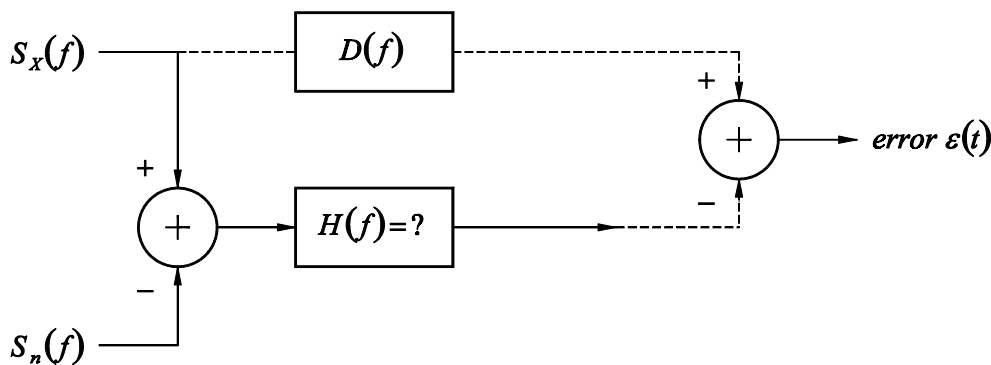 S_X(f)
D(f)
+
+
error ε(t)
+
+
H(f)=?
−
−
S_n(f)